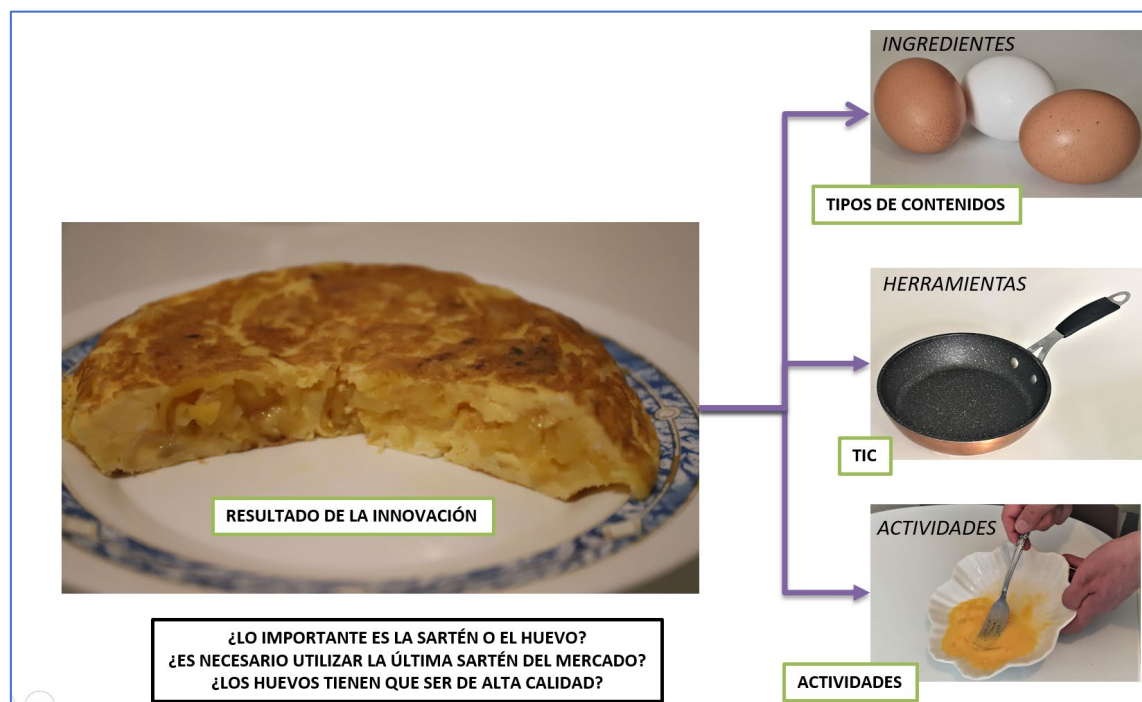 INGREDIENTES
TIPOS DE CONTENIDOS
HERRAMIENTAS
TIC
ACTIVIDADES
ACTIVIDADES
RESULTADO DE LA INNOVACIÓN
¿LO IMPORTANTE ES LA SARTÉN O EL HUEVO?
¿ES NECESARIO UTILIZAR LA ÚLTIMA SARTÉN DEL MERCADO?
¿LOS HUEVOS TIENEN QUE SER DE ALTA CALIDAD?